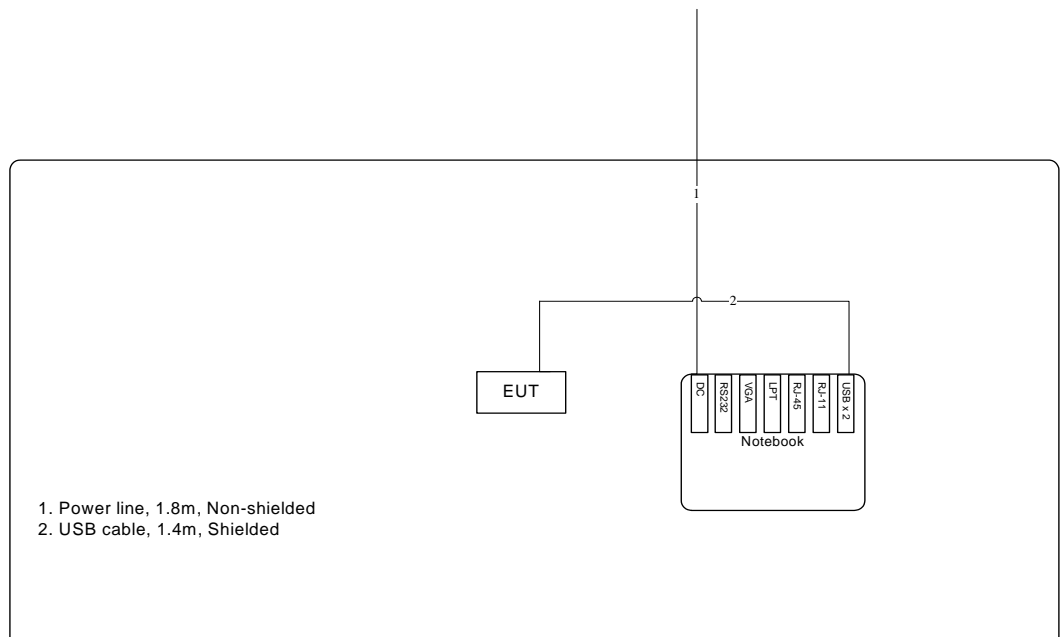 1
2
EUT
DC
RS232
VGA
LPT
RJ-45
RJ-11
USB x 2
Notebook
1. Power line, 1.8m, Non-shielded
2. USB cable, 1.4m, Shielded